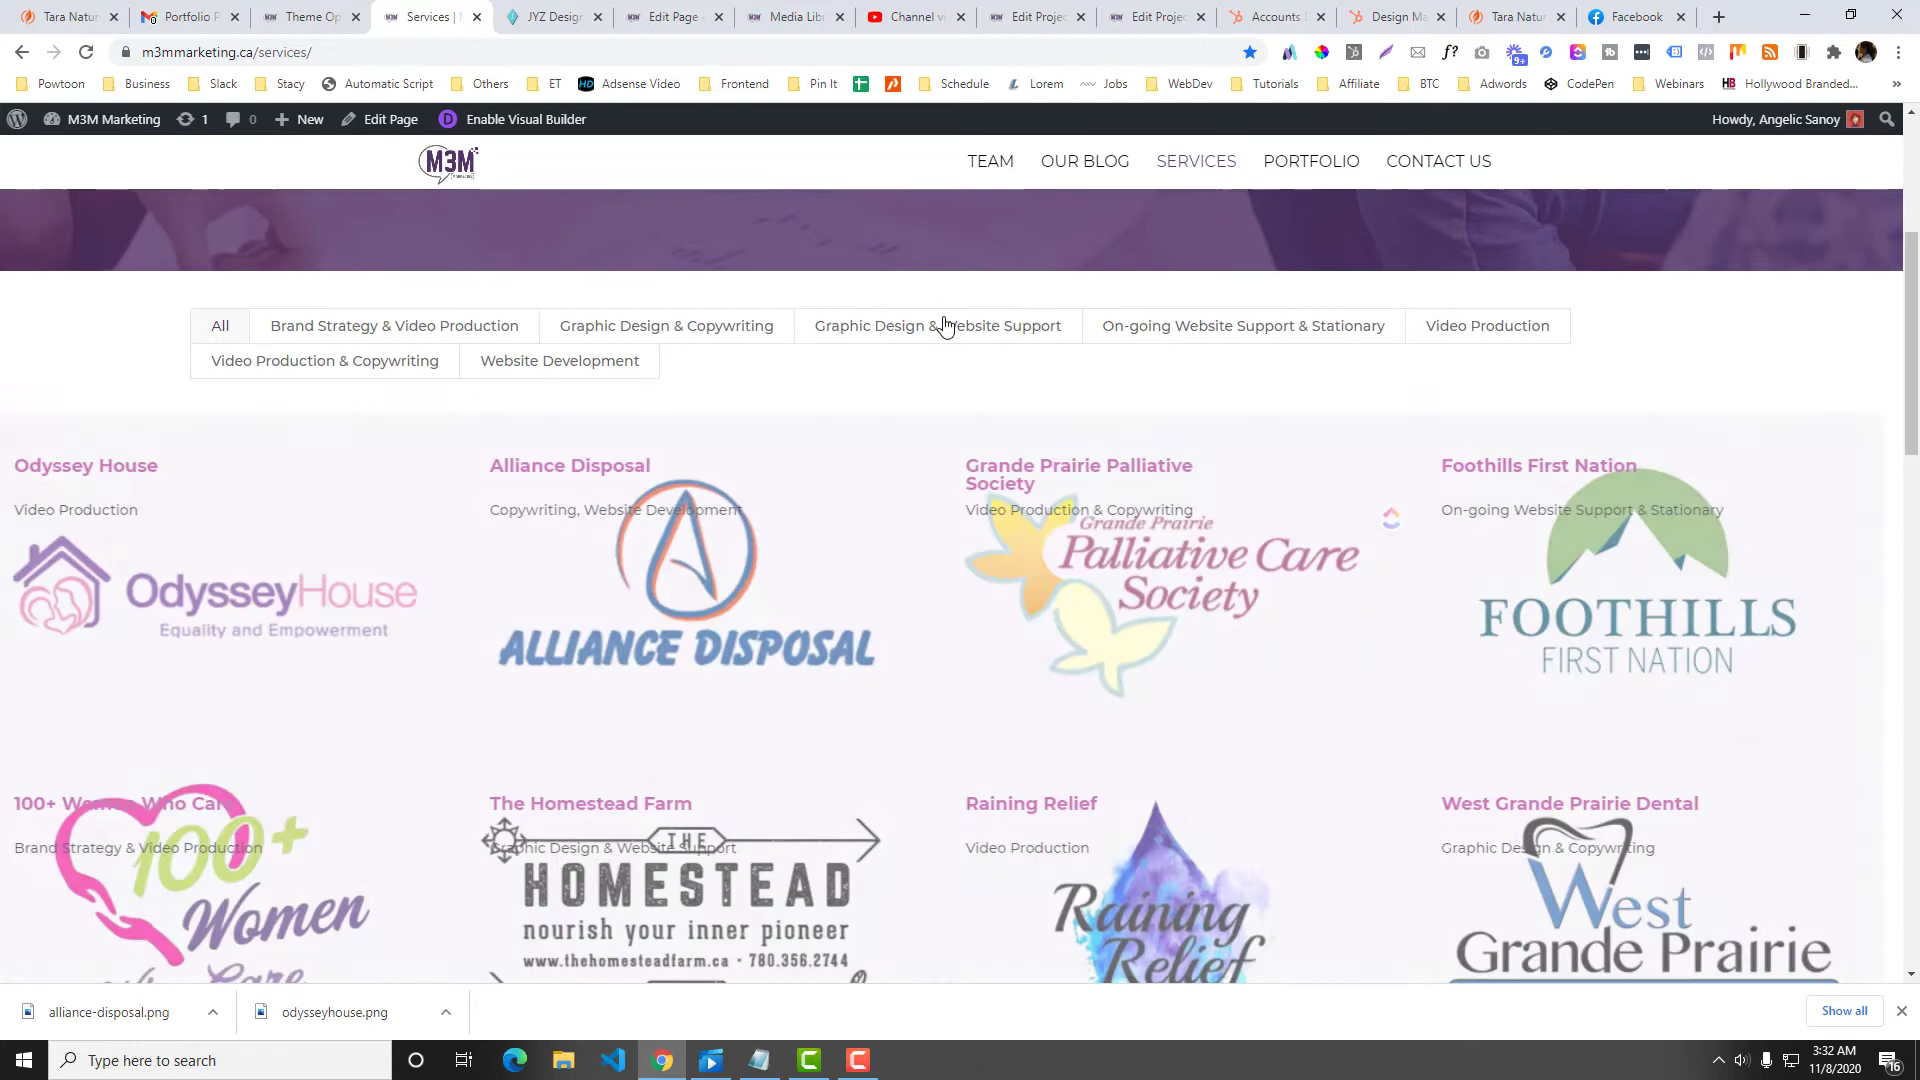 Tara Natur
Portfolio P
Theme Op
Services |
JYZ Design
Edit Page
Media Lib
Channel v
Edit Projec
Edit Projec
Accounts
Design Ma
Tara Natur
Facebook
m3mmarketing.ca/services/
9+
Powtoon
Business
Slack
Stacy
Automatic Script
Others
ET
HD
Adsense Video
Frontend
Pin It
Schedule
Lorem
Jobs
WebDev
Tutorials
Affiliate
BTC
Adwords
CodePen
Webinars
HB
Hollywood Branded...
M3M Marketing
1
0
New
Edit Page
D
Enable Visual Builder
Howdy, Angelic Sanoy
M3M
TEAM
OUR BLOG
SERVICES
PORTFOLIO
CONTACT US
All
Brand Strategy & Video Production
Graphic Design & Copywriting
Graphic Design & Website Support
On-going Website Support & Stationary
Video Production
Video Production & Copywriting
Website Development
Odyssey House
Video Production
OdysseyHouse
Equality and Empowerment
Alliance Disposal
Copywriting, Website Development
ALLIANCE DISPOSAL
Grande Prairie Palliative
Society
Video Production & Copywriting
Grande Prairie
Palliative Care
Society
Foothills First Nation
On-going Website Support & Stationary
FOOTHILLS
FIRST NATION
100+ Women Who Care
Brand Strategy & Video Production
100+
Women
Care
The Homestead Farm
Graphic Design & Website Support
THE
HOMESTEAD
nourish your inner pioneer
www.thehomesteadfarm.ca • 780.356.2744
Raining Relief
Video Production
Raining
Relief
West Grande Prairie Dental
Graphic Design & Copywriting
West
Grande Prairie
alliance-disposal.png
odysseyhouse.png
Show all
Type here to search
3:32 AM
11/8/2020
16